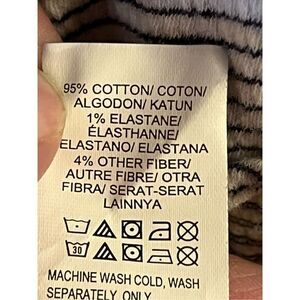 95% COTTON/ COTON/
ALGODON/ KATUN
1% ELASTANE/
ÉLASTHANNE/
ELASTANO/ ELASTANA
4% OTHER FIBER/
AUTRE FIBRE/ OTRA
FIBRA/ SERAT-SERAT
LAINNYA
30
MACHINE WASH COLD, WASH
SEPARATELY, ONLY